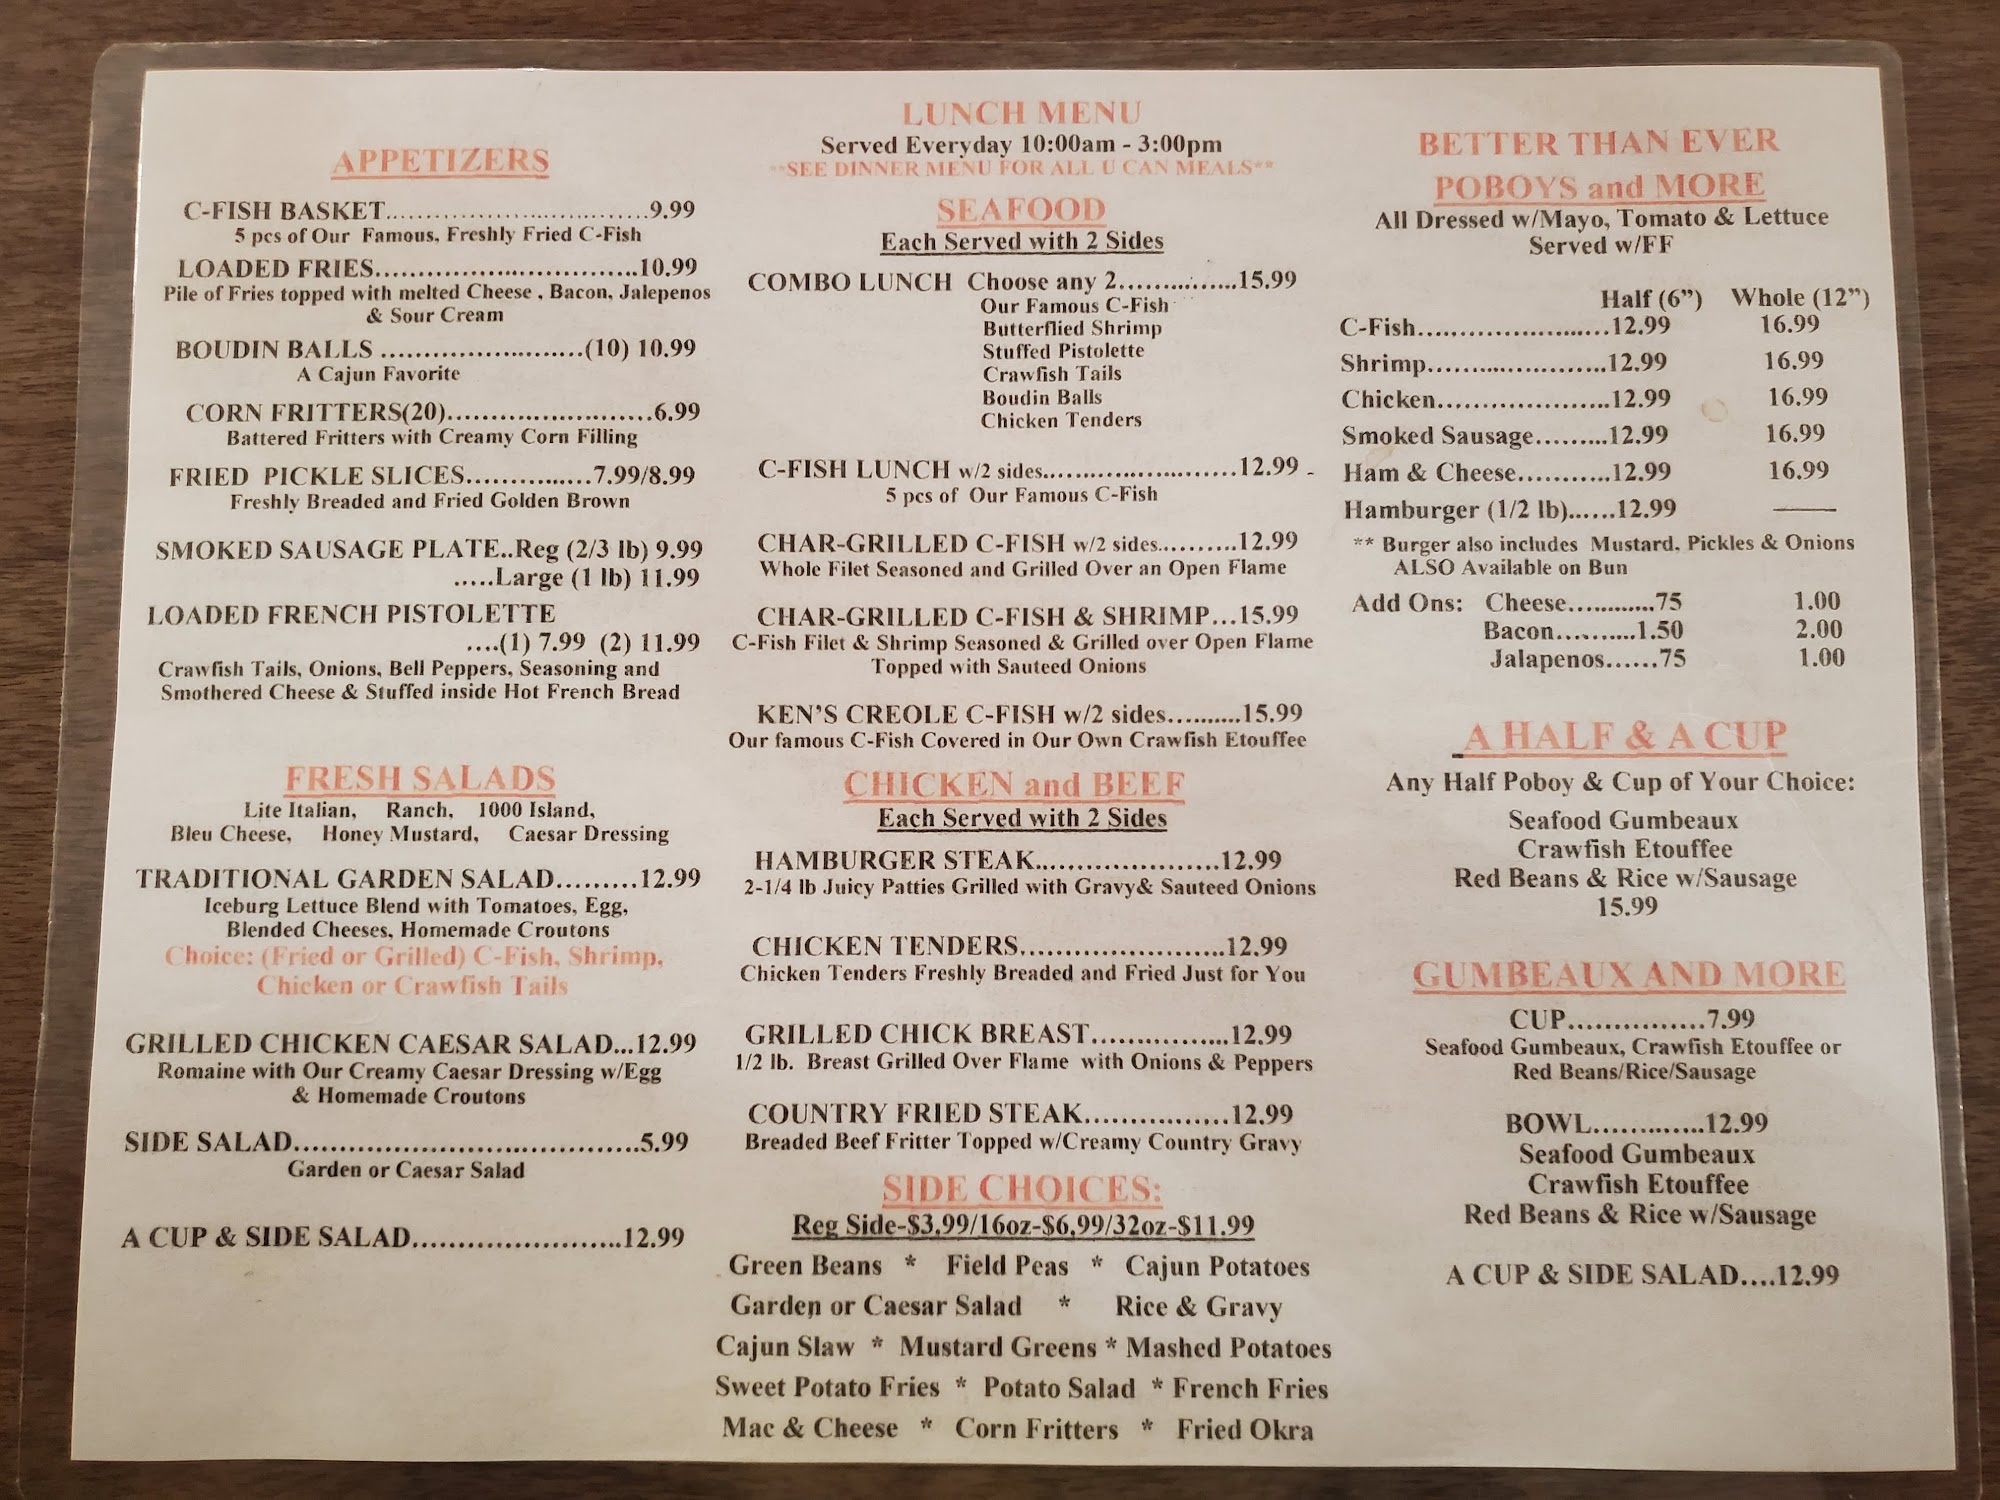 APPETIZERS
C-FISH BASKET.................................9.99
5 pcs of Our Famous, Freshly Fried C-Fish
LOADED FRIES..............................10.99
Pile of Fries topped with melted Cheese , Bacon, Jalepenos
& Sour Cream
BOUDIN BALLS .......................(10) 10.99
A Cajun Favorite
CORN FRITTERS(20).......................6.99
Battered Fritters with Creamy Corn Filling
FRIED PICKLE SLICES..............7.99/8.99
Freshly Breaded and Fried Golden Brown
SMOKED SAUSAGE PLATE..Reg (2/3 lb) 9.99
.....Large (1 lb) 11.99
LOADED FRENCH PISTOLETTE
....(1) 7.99 (2) 11.99
Crawfish Tails, Onions, Bell Peppers, Seasoning and
Smothered Cheese & Stuffed inside Hot French Bread
FRESH SALADS
Lite Italian, Ranch, 1000 Island,
Bleu Cheese, Honey Mustard, Caesar Dressing
TRADITIONAL GARDEN SALAD.........12.99
Iceburg Lettuce Blend with Tomatoes, Egg,
Blended Cheeses, Homemade Croutons
Choice: (Fried or Grilled) C-Fish, Shrimp,
Chicken or Crawfish Tails
GRILLED CHICKEN CAESAR SALAD...12.99
Romaine with Our Creamy Caesar Dressing w/Egg
& Homemade Croutons
SIDE SALAD......................................5.99
Garden or Caesar Salad
A CUP & SIDE SALAD.......................12.99
LUNCH MENU
Served Everyday 10:00am - 3:00pm
**SEE DINNER MENU FOR ALL U CAN MEALS**
SEAFOOD
Each Served with 2 Sides
COMBO LUNCH Choose any 2.............15.99
Our Famous C-Fish
Butterflied Shrimp
Stuffed Pistolette
Crawfish Tails
Boudin Balls
Chicken Tenders
C-FISH LUNCH w/2 sides......................12.99
5 pcs of Our Famous C-Fish
CHAR-GRILLED C-FISH w/2 sides..........12.99
Whole Filet Seasoned and Grilled Over an Open Flame
CHAR-GRILLED C-FISH & SHRIMP...15.99
C-Fish Filet & Shrimp Seasoned & Grilled over Open Flame
Topped with Sauteed Onions
KEN'S CREOLE C-FISH w/2 sides.........15.99
Our famous C-Fish Covered in Our Own Crawfish Etouffee
CHICKEN and BEEF
Each Served with 2 Sides
HAMBURGER STEAK....................12.99
2-1/4 lb Juicy Patties Grilled with Gravy& Sauteed Onions
CHICKEN TENDERS.......................12.99
Chicken Tenders Freshly Breaded and Fried Just for You
GRILLED CHICK BREAST...............12.99
1/2 lb. Breast Grilled Over Flame with Onions & Peppers
COUNTRY FRIED STEAK................12.99
Breaded Beef Fritter Topped w/Creamy Country Gravy
SIDE CHOICES:
Reg Side-$3,99/16oz-$6,99/32oz-$11.99
Green Beans * Field Peas * Cajun Potatoes
Garden or Caesar Salad * Rice & Gravy
Cajun Slaw * Mustard Greens * Mashed Potatoes
Sweet Potato Fries * Potato Salad * French Fries
Mac & Cheese * Corn Fritters * Fried Okra
BETTER THAN EVER
POBOYS and MORE
All Dressed w/Mayo, Tomato & Lettuce
Served w/FF
Half (6") Whole (12")
C-Fish.....................12.99 16.99
Shrimp....................12.99 16.99
Chicken...................12.99 16.99
Smoked Sausage.........12.99 16.99
Ham & Cheese...........12.99 16.99
Hamburger (1/2 lb)......12.99
** Burger also includes Mustard, Pickles & Onions
ALSO Available on Bun
Add Ons: Cheese...........75 1.00
Bacon..........1.50 2.00
Jalapenos......75 1.00
A HALF & A CUP
Any Half Poboy & Cup of Your Choice:
Seafood Gumbeaux
Crawfish Etouffee
Red Beans & Rice w/Sausage
15.99
GUMBEAUX AND MORE
CUP................7.99
Seafood Gumbeaux, Crawfish Etouffee or
Red Beans/Rice/Sausage
BOWL.............12.99
Seafood Gumbeaux
Crawfish Etouffee
Red Beans & Rice w/Sausage
A CUP & SIDE SALAD....12.99